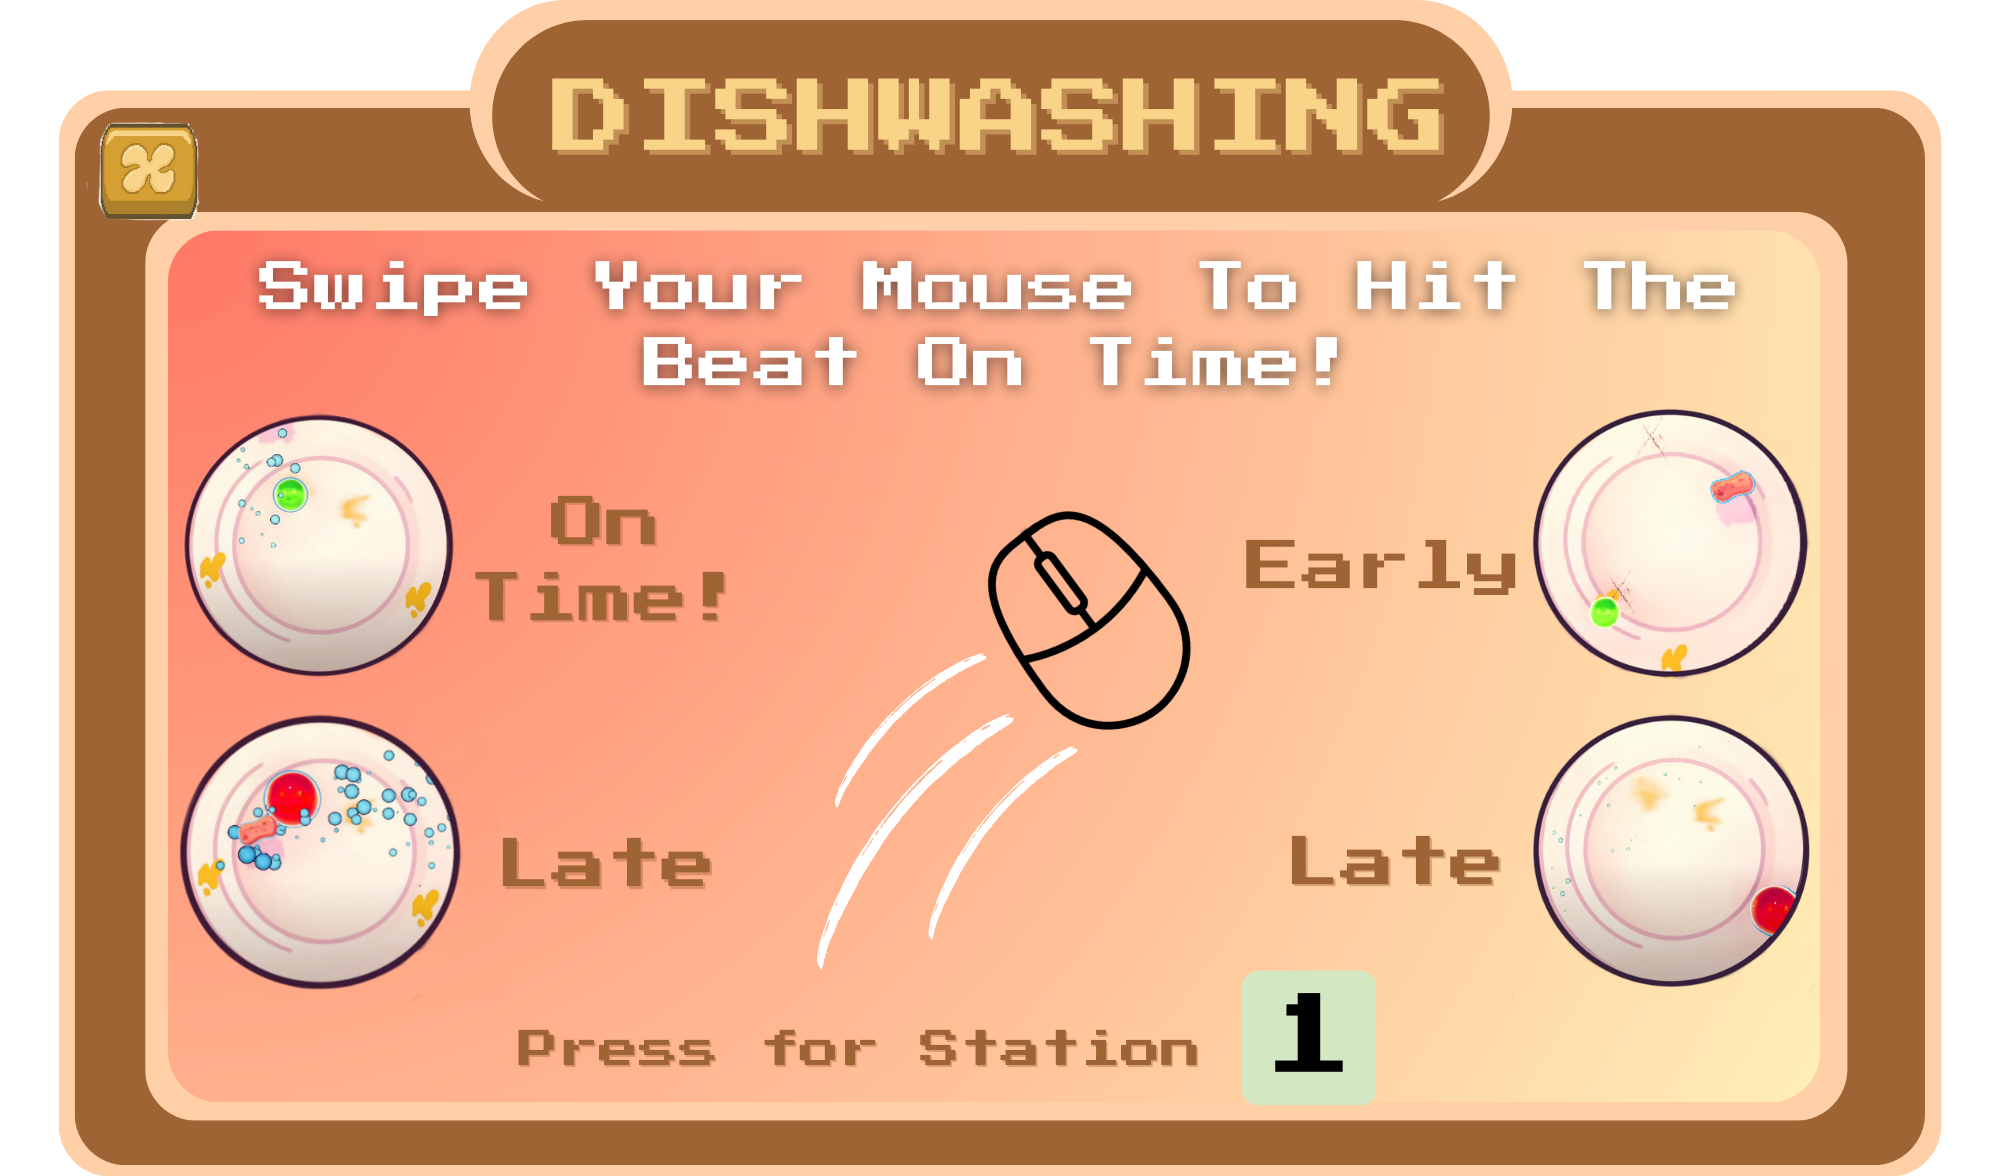 DISHWASHING
Swipe Your Mouse To Hit The
Beat On Time!
On
Time!
Early
Late
Late
Press for Station 1